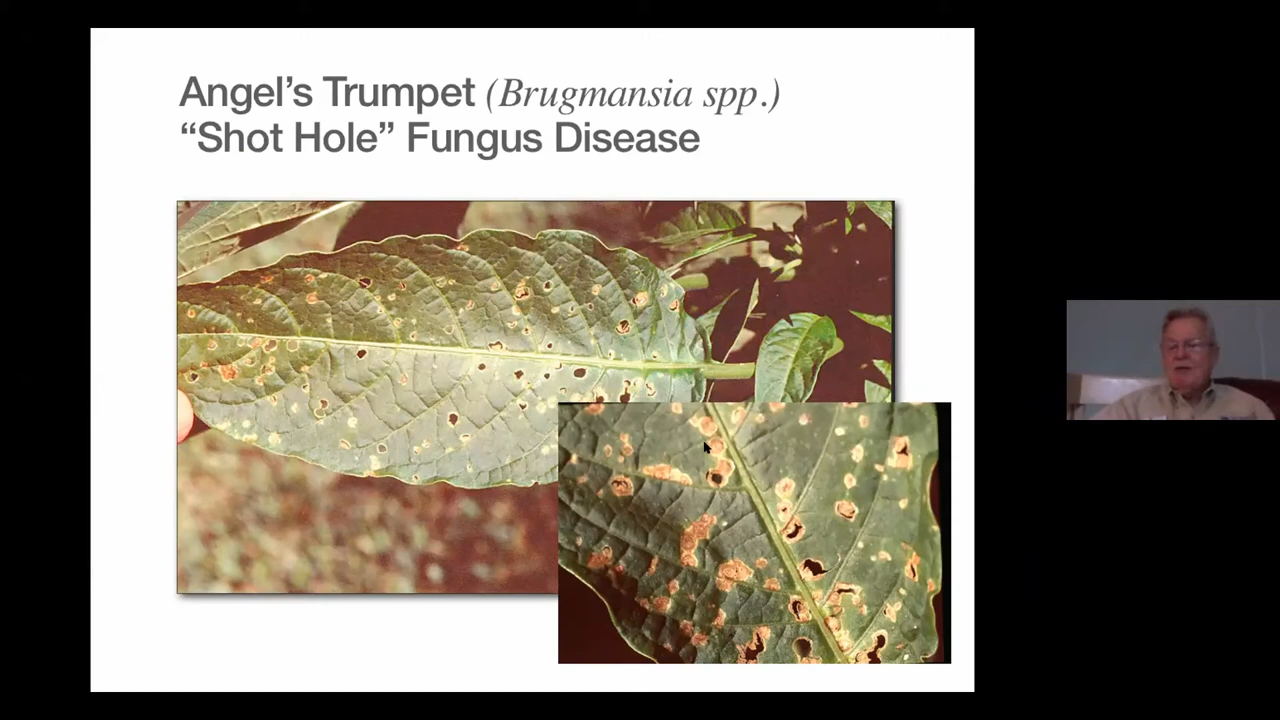 Angel’s Trumpet (Brugmansia spp.)
“Shot Hole” Fungus Disease